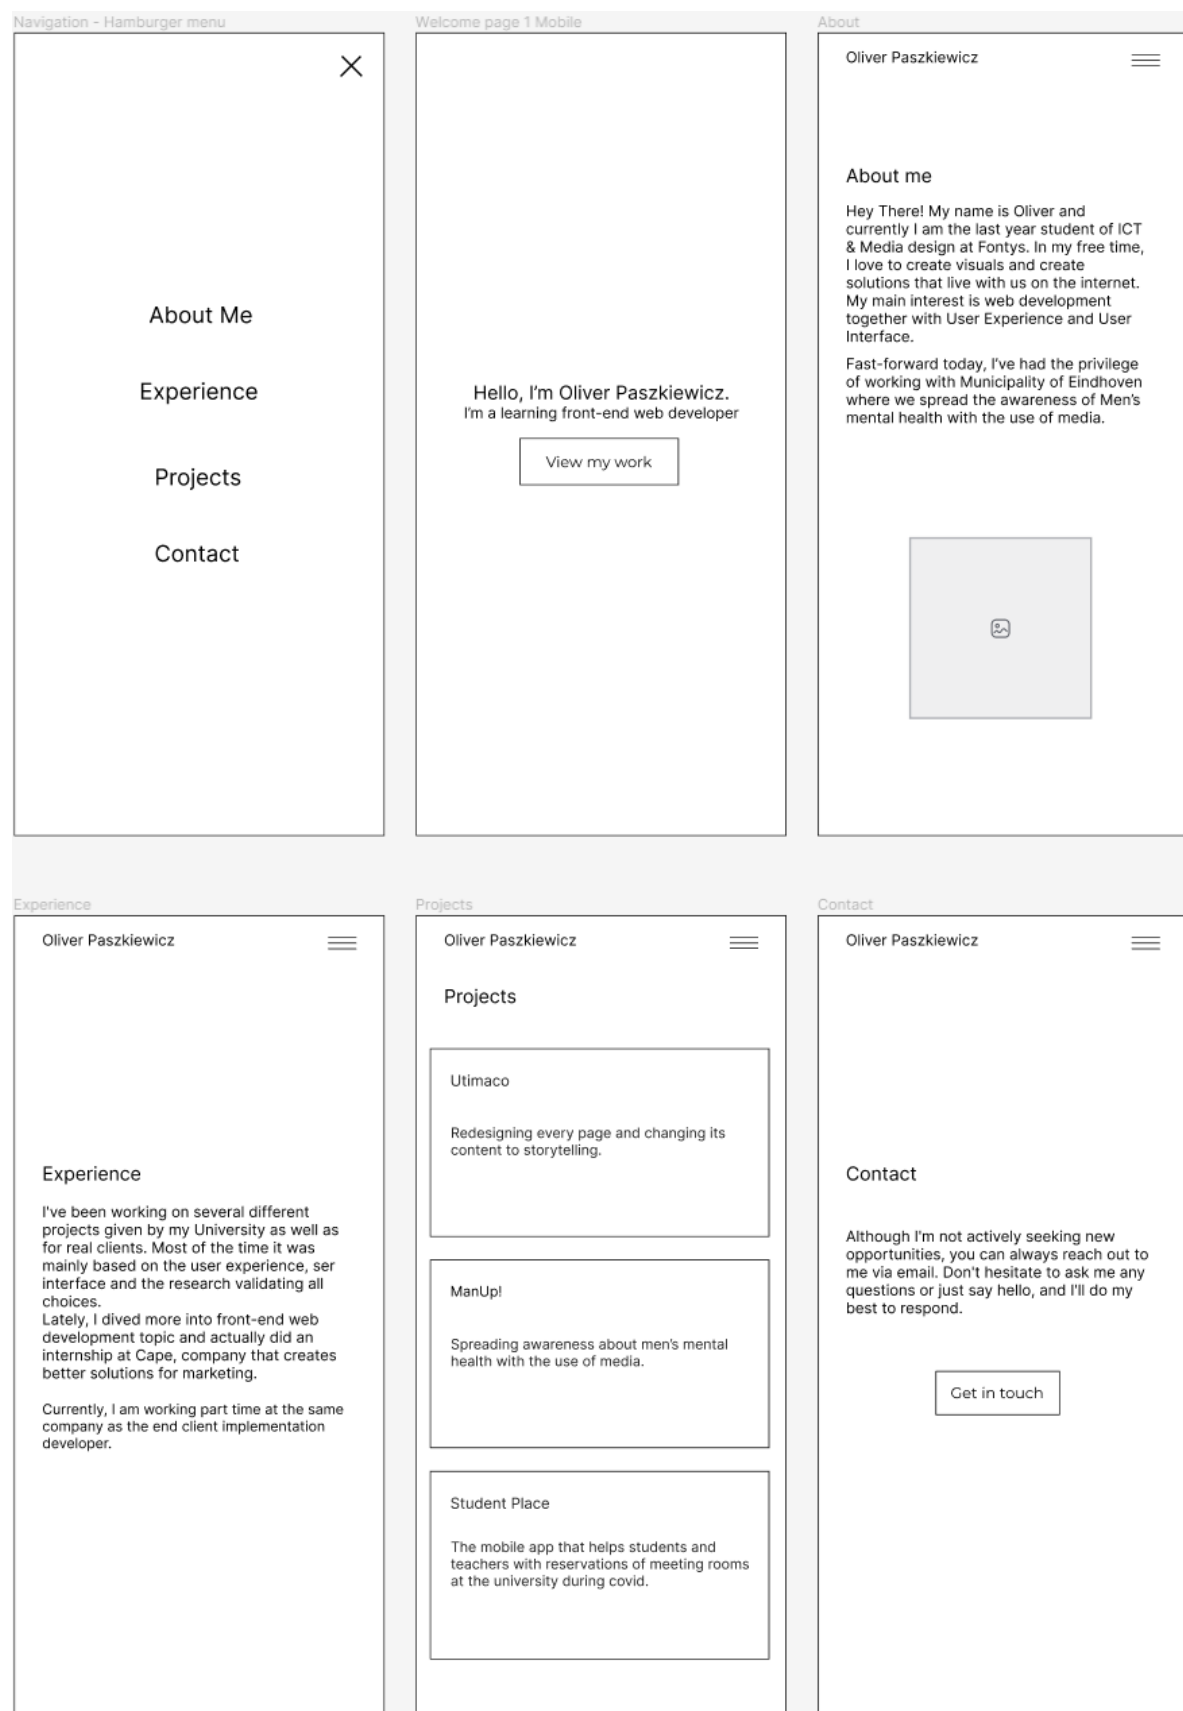 Navigation - Hamburger menu
About Me
Experience
Projects
Contact
Welcome page 1 Mobile
Hello, I'm Oliver Paszkiewicz.
I'm a learning front-end web developer
View my work
About
Oliver Paszkiewicz
About me
Hey There! My name is Oliver and
currently I am the last year student of ICT
& Media design at Fontys. In my free time,
I love to create visuals and create
solutions that live with us on the internet.
My main interest is web development
together with User Experience and User
Interface.
Fast-forward today, I've had the privilege
of working with Municipality of Eindhoven
where we spread the awareness of Men's
mental health with the use of media.
Experience
Oliver Paszkiewicz
Experience
I've been working on several different
projects given by my University as well as
for real clients. Most of the time it was
mainly based on the user experience, ser
interface and the research validating all
choices.
Lately, I dived more into front-end web
development topic and actually did an
internship at Cape, company that creates
better solutions for marketing.
Currently, I am working part time at the same
company as the end client implementation
developer.
Projects
Oliver Paszkiewicz
Projects
Utimaco
Redesigning every page and changing its
content to storytelling.
ManUp!
Spreading awareness about men's mental
health with the use of media.
Student Place
The mobile app that helps students and
teachers with reservations of meeting rooms
at the university during covid.
Contact
Oliver Paszkiewicz
Contact
Although I'm not actively seeking new
opportunities, you can always reach out to
me via email. Don't hesitate to ask me any
questions or just say hello, and I'll do my
best to respond.
Get in touch